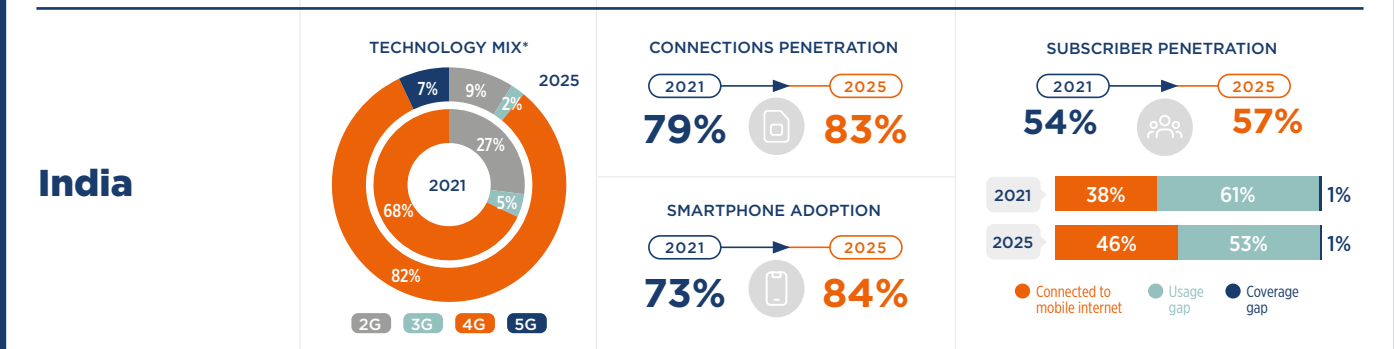 India
TECHNOLOGY MIX*
2025
7%
9%
2%
27%
2021
5%
68%
82%
2G 3G 4G 5G
CONNECTIONS PENETRATION
2021 2025
79% 83%
SMARTPHONE ADOPTION
2021 2025
73% 84%
SUBSCRIBER PENETRATION
2021 2025
54% 57%
2021 38% 61% 1%
2025 46% 53% 1%
Connected to
mobile internet
Usage
gap
Coverage
gap